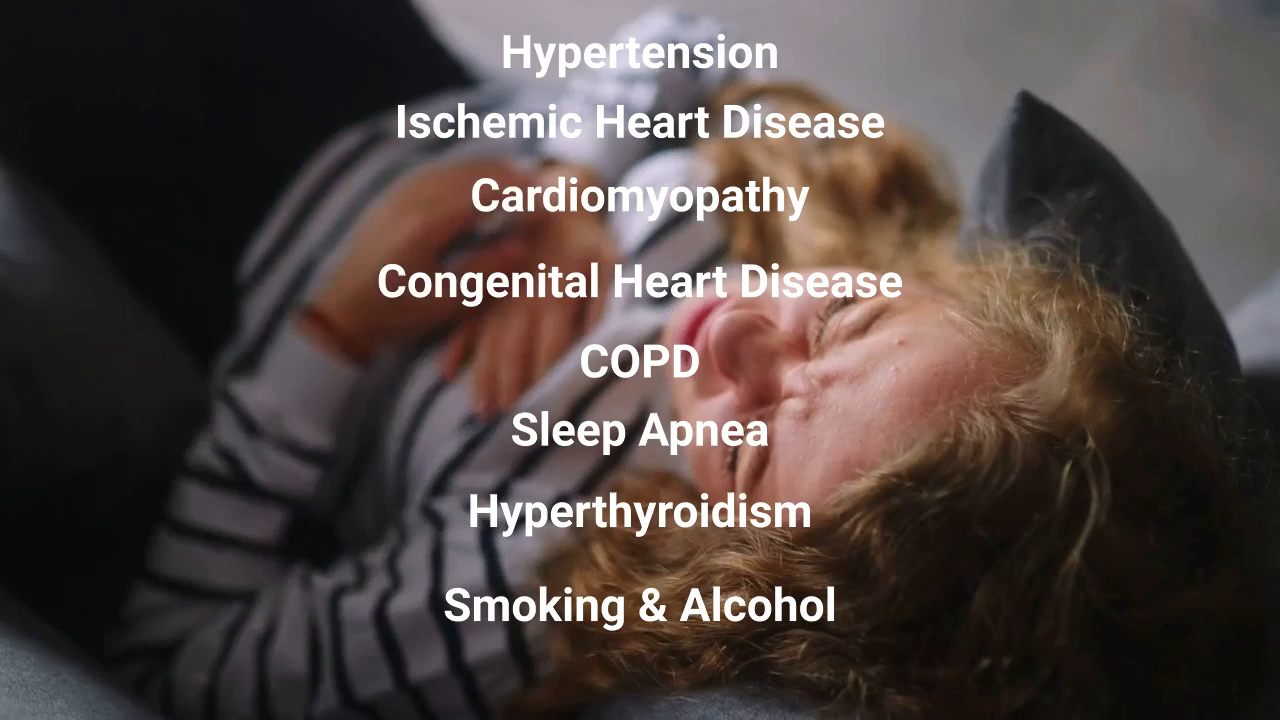 Hypertension
Ischemic Heart Disease
Cardiomyopathy
Congenital Heart Disease
COPD
Sleep Apnea
Hyperthyroidism
Smoking & Alcohol